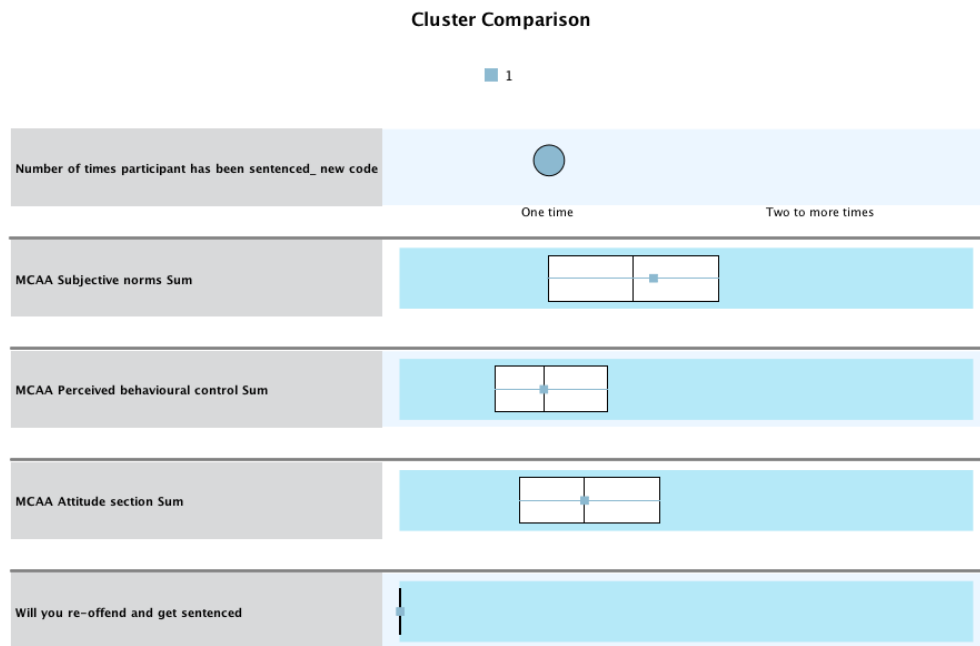 Cluster Comparison
1
Number of times participant has been sentenced_ new code
One time
Two to more times
MCAA Subjective norms Sum
MCAA Perceived behavioural control Sum
MCAA Attitude section Sum
Will you re-offend and get sentenced